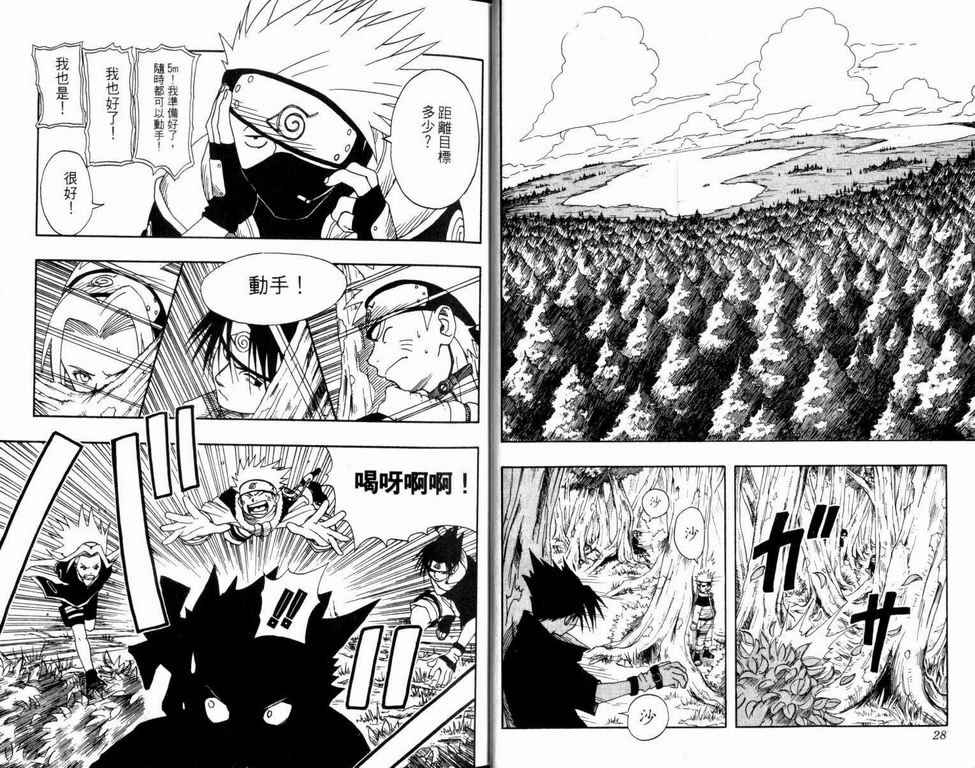 ガ
サ
28
沙
沙
沙
距離目標
多少?
5m!我準備好了,
隨時都可以動手!
我也好了!
我也是!
很好!
動手!
喝呀啊啊!
!!